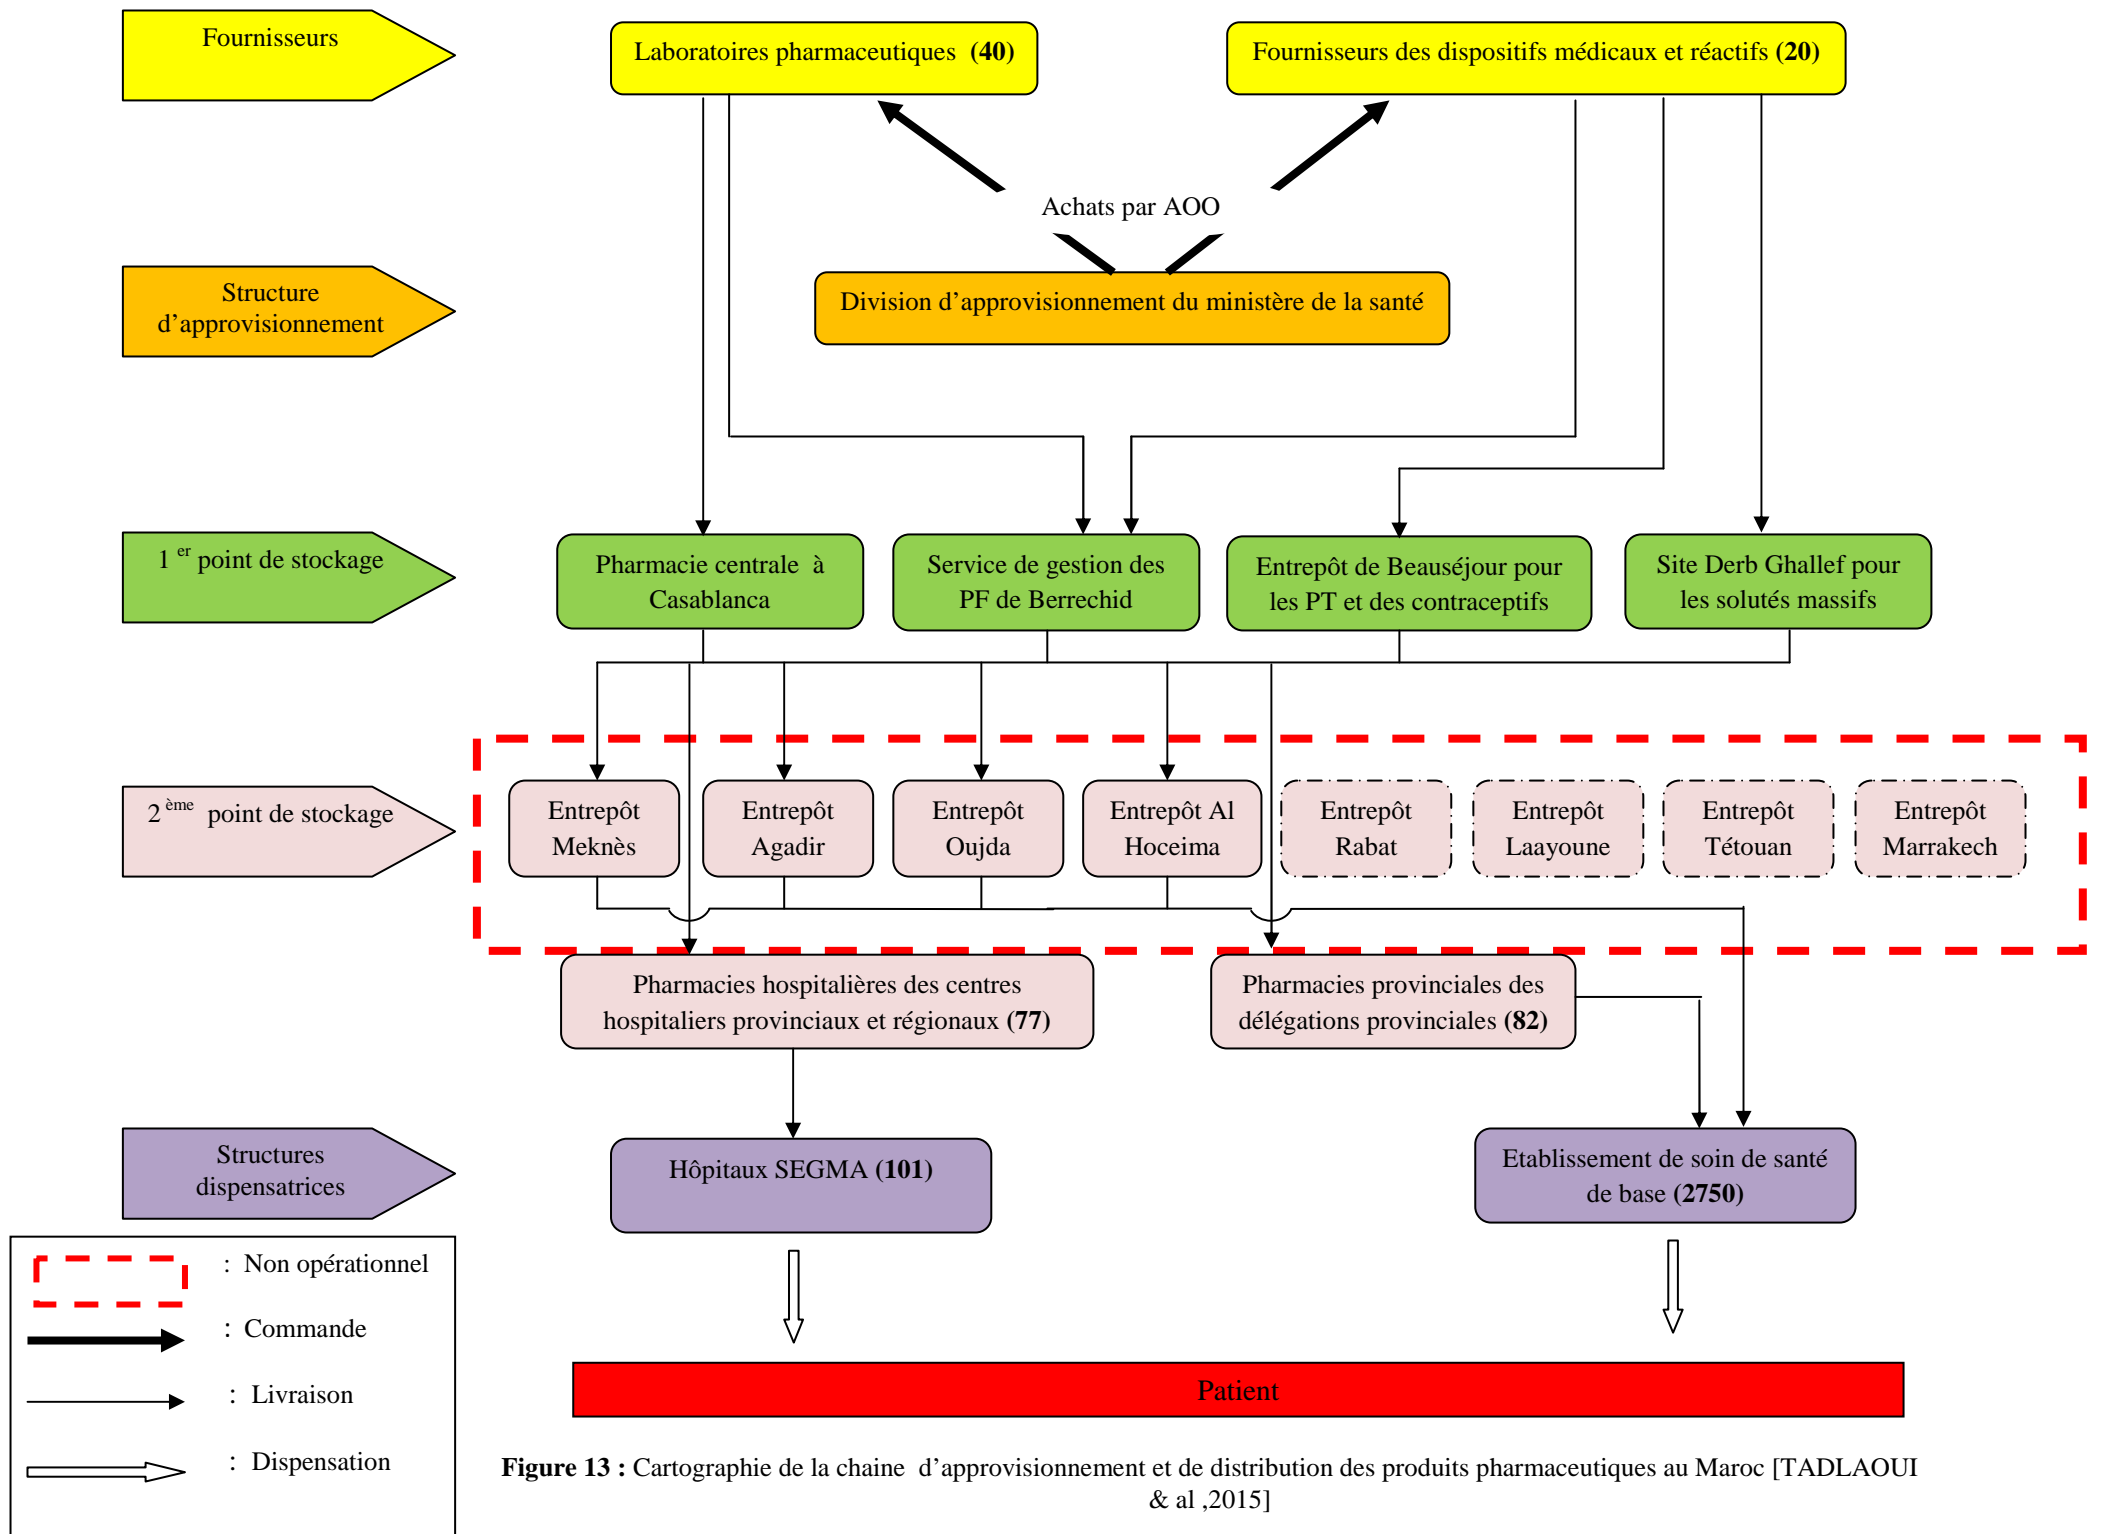 Fournisseurs
Laboratoires pharmaceutiques (40)
Fournisseurs des dispositifs médicaux et réactifs (20)
Achats par AOO
Structure
d’approvisionnement
Division d’approvisionnement du ministère de la santé
1 er point de stockage
Pharmacie centrale à
Casablanca
Service de gestion des
PF de Berrechid
Entrepôt de Beauséjour pour
les PT et des contraceptifs
Site Derb Ghallef pour
les solutés massifs
2 ème point de stockage
Entrepôt
Meknès
Entrepôt
Agadir
Entrepôt
Oujda
Entrepôt Al
Hoceima
Entrepôt
Rabat
Entrepôt
Laayoune
Entrepôt
Tétouan
Entrepôt
Marrakech
Pharmacies hospitalières des centres
hospitaliers provinciaux et régionaux (77)
Pharmacies provinciales des
délégations provinciales (82)
Structures
dispensatrices
Hôpitaux SEGMA (101)
Etablissement de soin de santé
de base (2750)
: Non opérationnel
: Commande
: Livraison
: Dispensation
Patient
Figure 13 : Cartographie de la chaine d’approvisionnement et de distribution des produits pharmaceutiques au Maroc [TADLAOUI
& al ,2015]